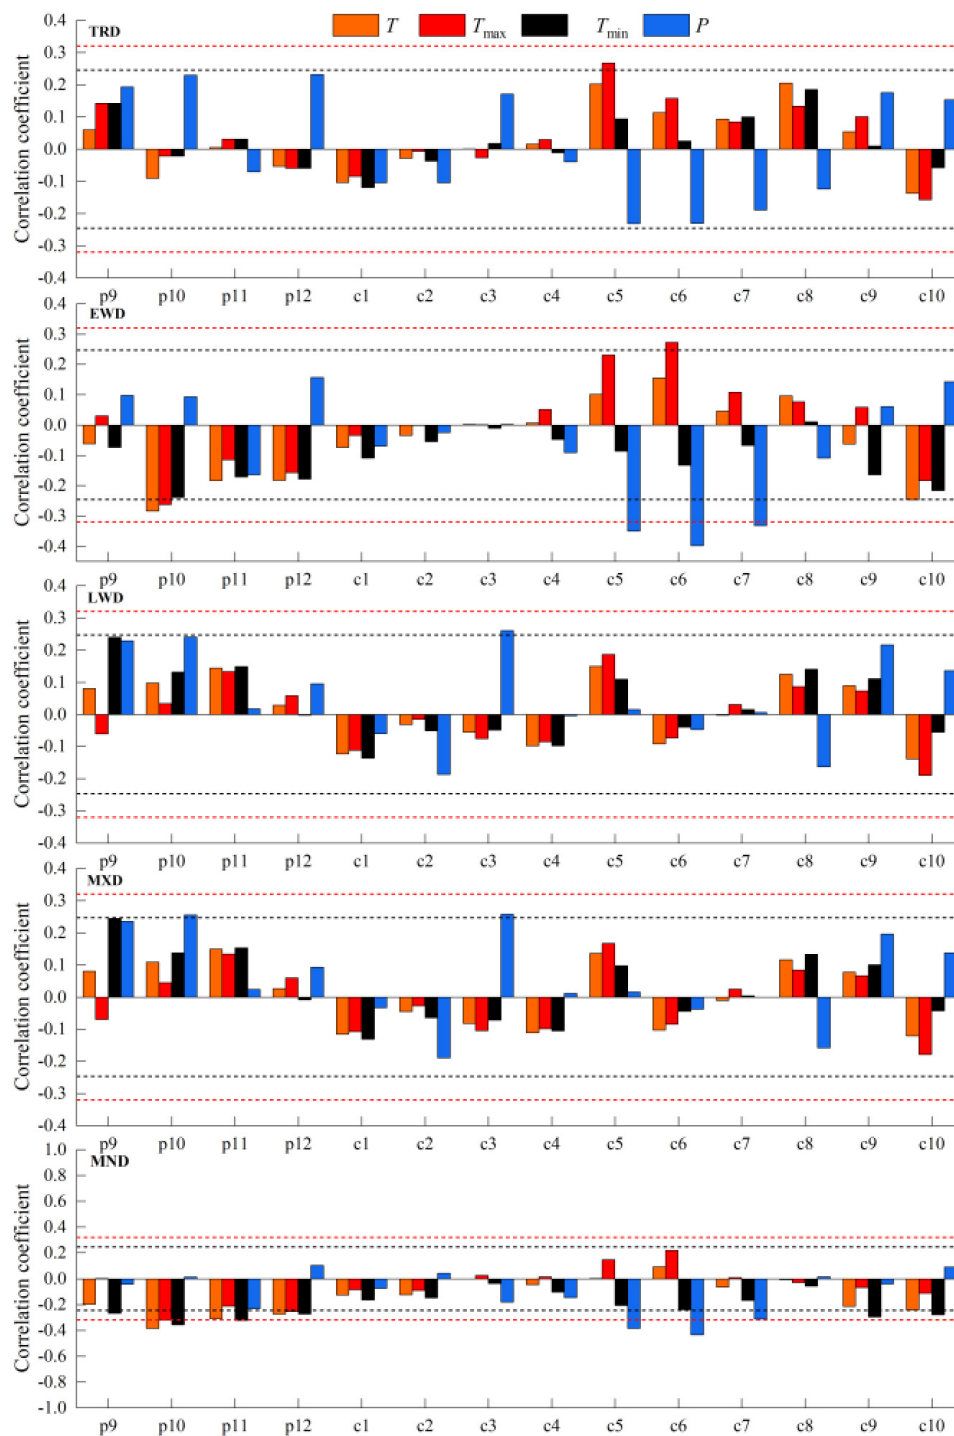 T T max T min P
TRD
Correlation coefficient
0.4
0.3
0.2
0.1
0.0
-0.1
-0.2
-0.3
-0.4
p9 p10 p11 p12 c1 c2 c3 c4 c5 c6 c7 c8 c9 c10
EWD
Correlation coefficient
0.4
0.3
0.2
0.1
0.0
-0.1
-0.2
-0.3
-0.4
p9 p10 p11 p12 c1 c2 c3 c4 c5 c6 c7 c8 c9 c10
LWD
Correlation coefficient
0.4
0.3
0.2
0.1
0.0
-0.1
-0.2
-0.3
-0.4
p9 p10 p11 p12 c1 c2 c3 c4 c5 c6 c7 c8 c9 c10
MXD
Correlation coefficient
0.4
0.3
0.2
0.1
0.0
-0.1
-0.2
-0.3
-0.4
p9 p10 p11 p12 c1 c2 c3 c4 c5 c6 c7 c8 c9 c10
MND
Correlation coefficient
1.0
0.8
0.6
0.4
0.2
0.0
-0.2
-0.4
-0.6
-0.8
-1.0
p9 p10 p11 p12 c1 c2 c3 c4 c5 c6 c7 c8 c9 c10